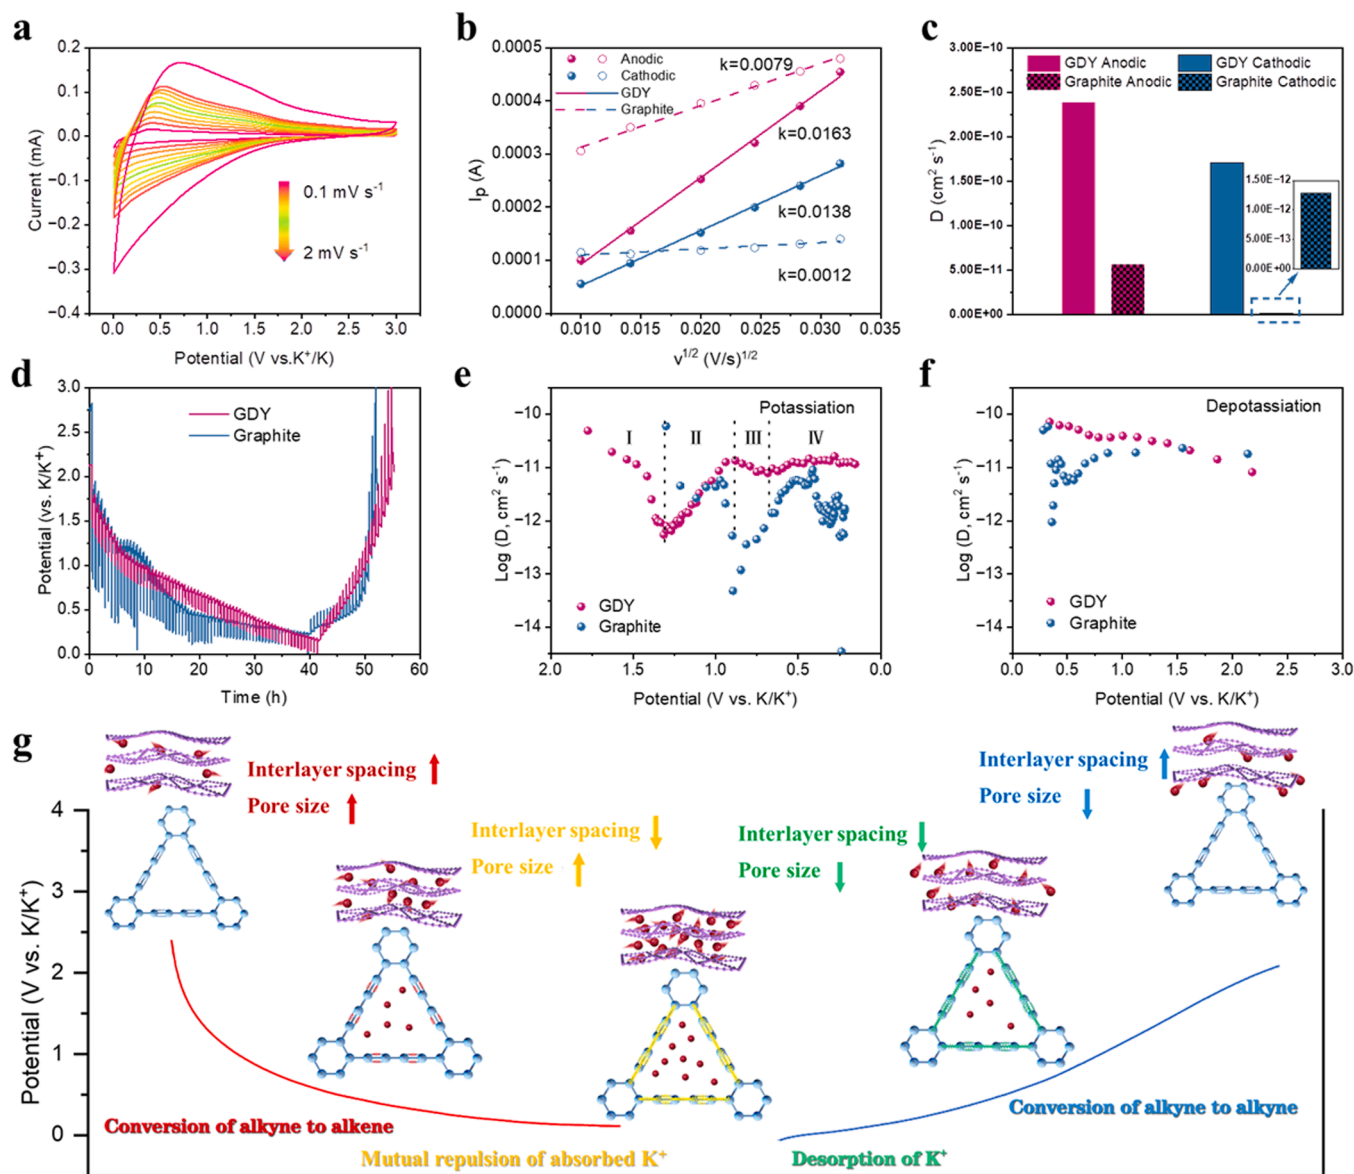 a
0.2
0.1
0.0
−0.1
−0.2
−0.3
−0.4
Current (mA)
0.1 mV s⁻¹
2 mV s⁻¹
0.0 0.5 1.0 1.5 2.0 2.5 3.0
Potential (V vs.K⁺/K)
b
0.0005
0.0004
0.0003
0.0002
0.0001
0.0000
Iₚ (A)
Anodic
Cathodic
GDY
Graphite
k=0.0079
k=0.0163
k=0.0138
k=0.0012
0.010 0.015 0.020 0.025 0.030 0.035
v¹ᐟ² (V/s)¹ᐟ²
c
3.00E−10
2.50E−10
2.00E−10
1.50E−10
1.00E−10
5.00E−11
0.00E+00
D (cm² s⁻¹)
GDY Anodic GDY Cathodic
Graphite Anodic Graphite Cathodic
1.50E−12
1.00E−12
5.00E−13
0.00E+00
d
3.0
2.5
2.0
1.5
1.0
0.5
0.0
Potential (vs. K/K⁺)
GDY
Graphite
0 10 20 30 40 50 60
Time (h)
e
−10
−11
−12
−13
−14
Log (D, cm² s⁻¹)
Potassiation
I II III IV
GDY
Graphite
2.0 1.5 1.0 0.5 0.0
Potential (V vs. K/K⁺)
f
−10
−11
−12
−13
−14
Log (D, cm² s⁻¹)
Depotassiation
GDY
Graphite
0.0 0.5 1.0 1.5 2.0 2.5 3.0
Potential (V vs. K/K⁺)
g
4
3
2
1
0
Potential (V vs. K/K⁺)
Interlayer spacing ↑
Pore size ↑
Interlayer spacing ↓
Pore size ↑
Interlayer spacing ↓
Pore size ↓
Interlayer spacing ↑
Pore size ↓
Conversion of alkyne to alkene
Mutual repulsion of absorbed K⁺
Desorption of K⁺
Conversion of alkyne to alkyne